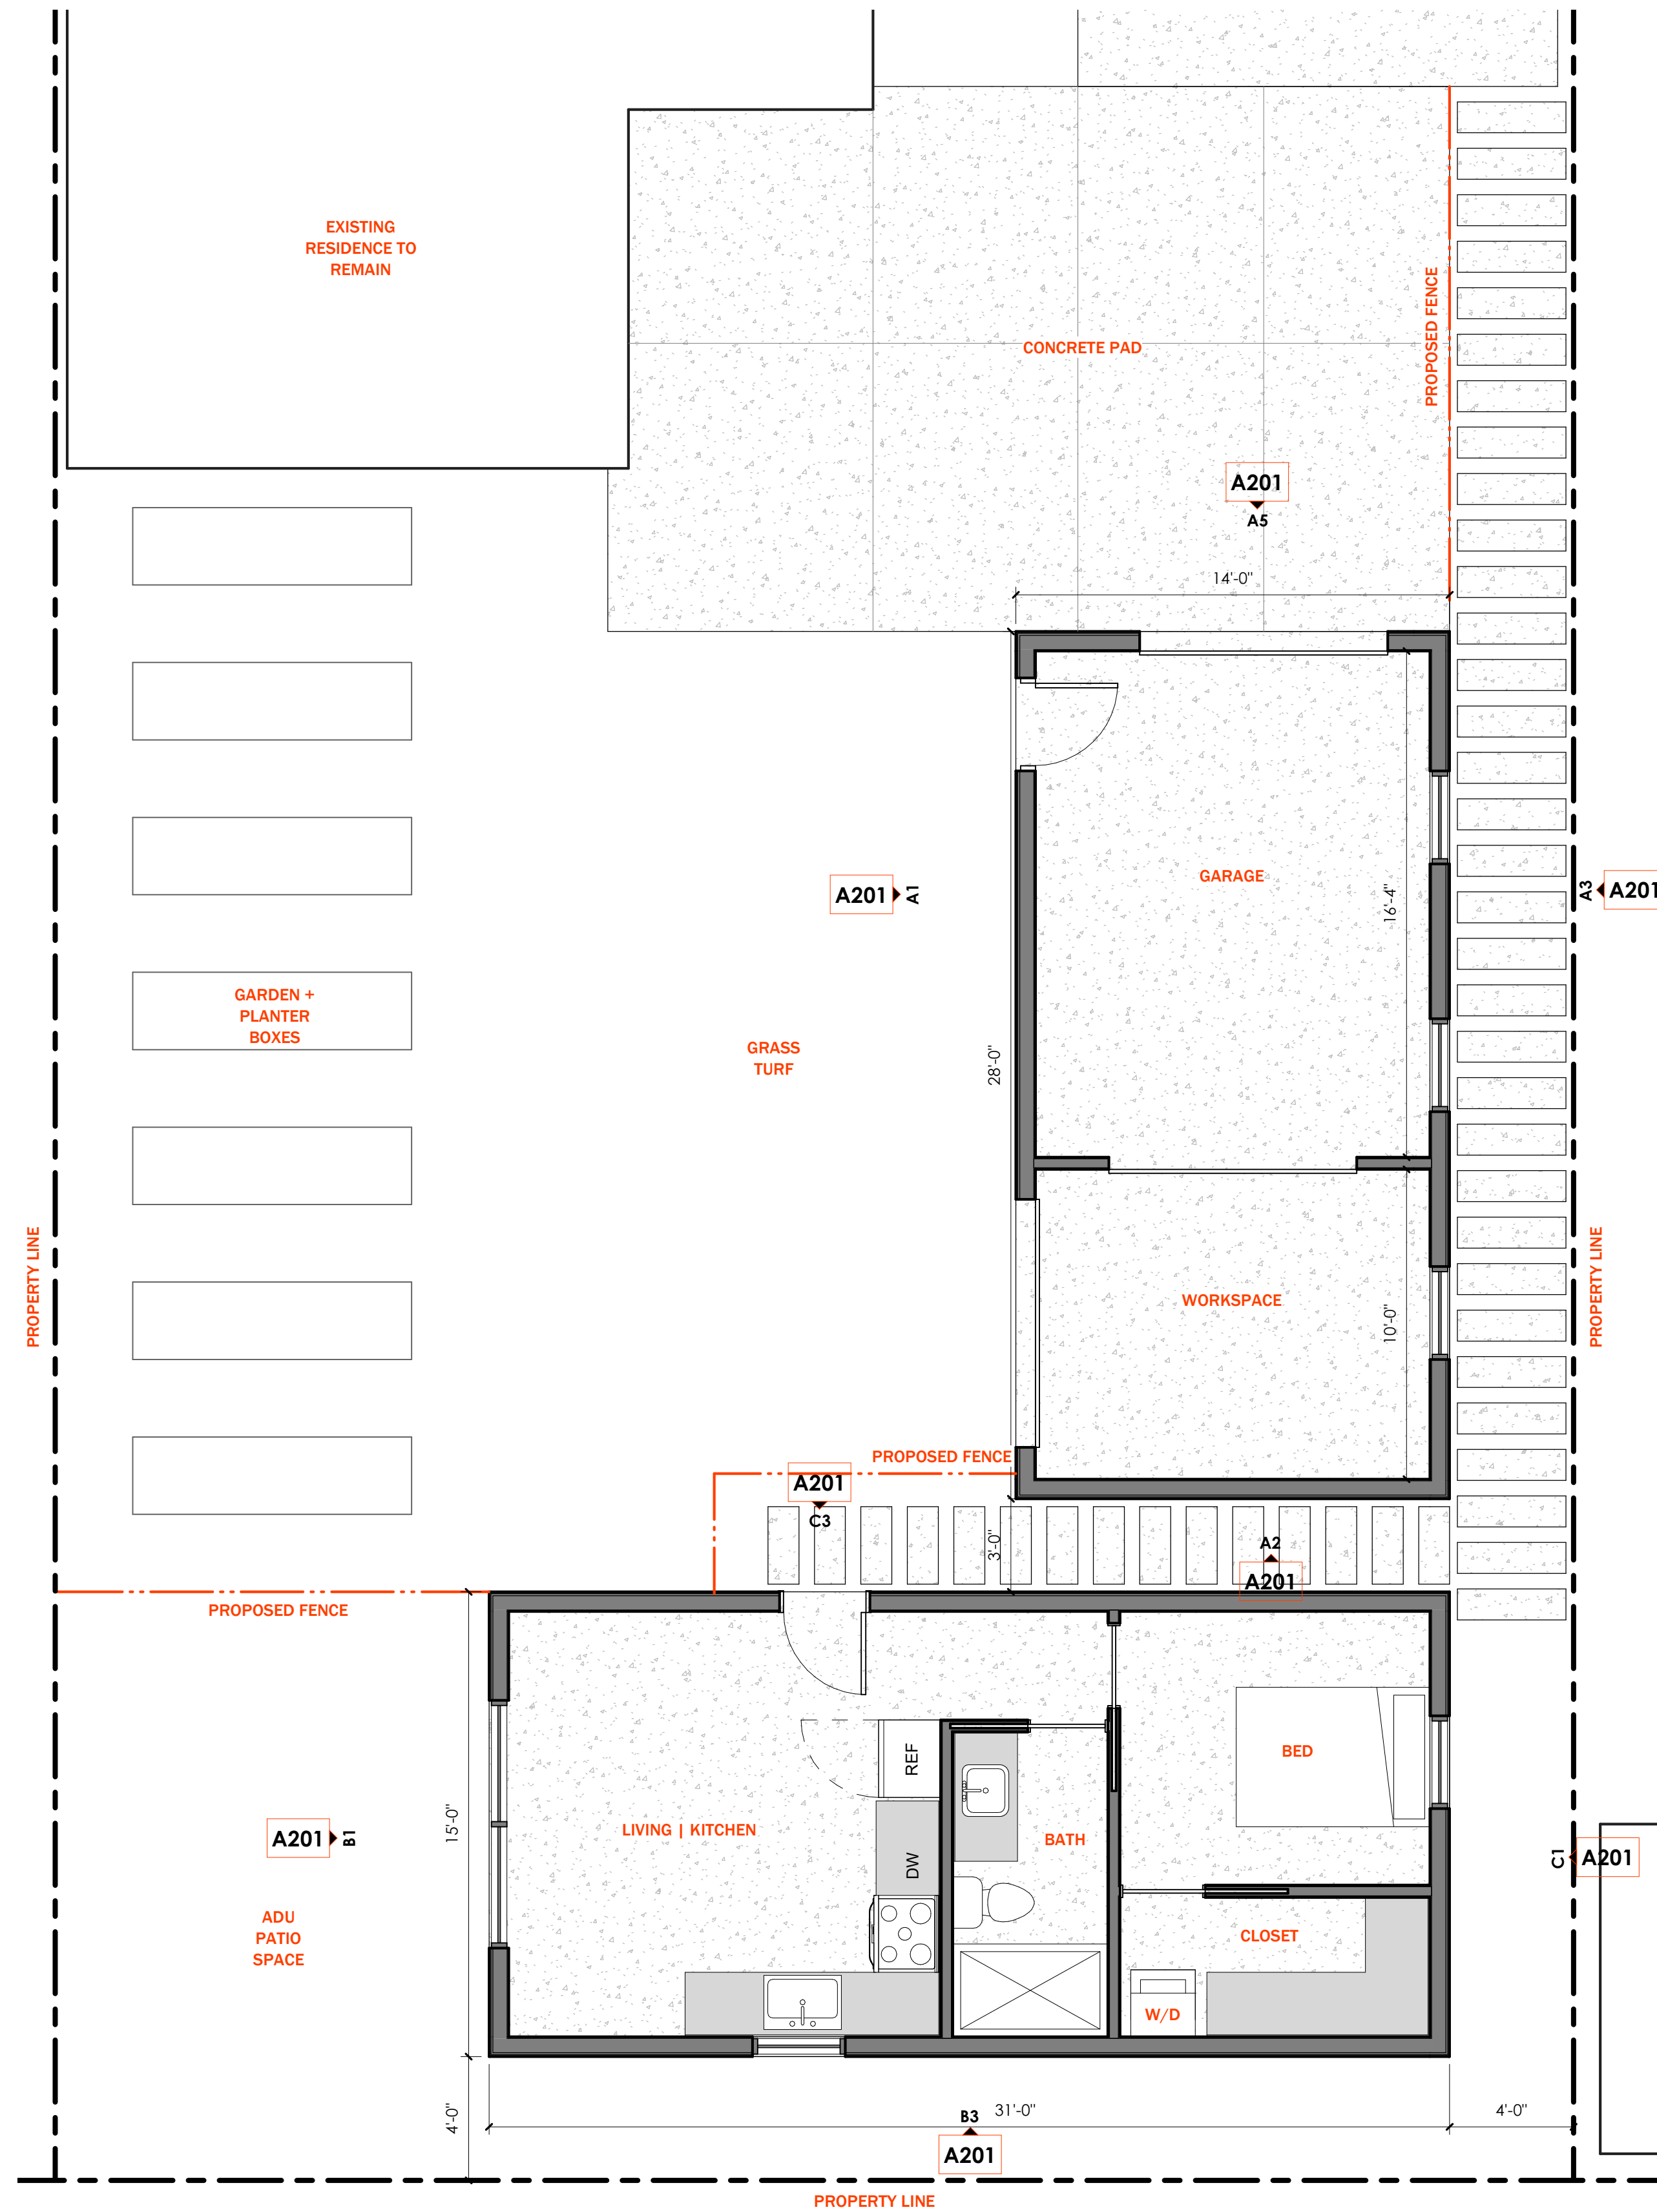 EXISTING
RESIDENCE TO
REMAIN
PROPOSED FENCE
CONCRETE PAD
A201
A5
14'-0"
GARAGE
A201
A1
16'-4"
A3
A201
GARDEN +
PLANTER
BOXES
GRASS
TURF
28'-0"
PROPERTY LINE
WORKSPACE
10'-0"
PROPERTY LINE
PROPOSED FENCE
A201
C3
3'-0"
A2
A201
PROPOSED FENCE
REF
BED
15'-0"
LIVING | KITCHEN
A201
B1
BATH
C1
A201
DW
ADU
PATIO
SPACE
CLOSET
W/D
4'-0"
B3
31'-0"
4'-0"
A201
PROPERTY LINE